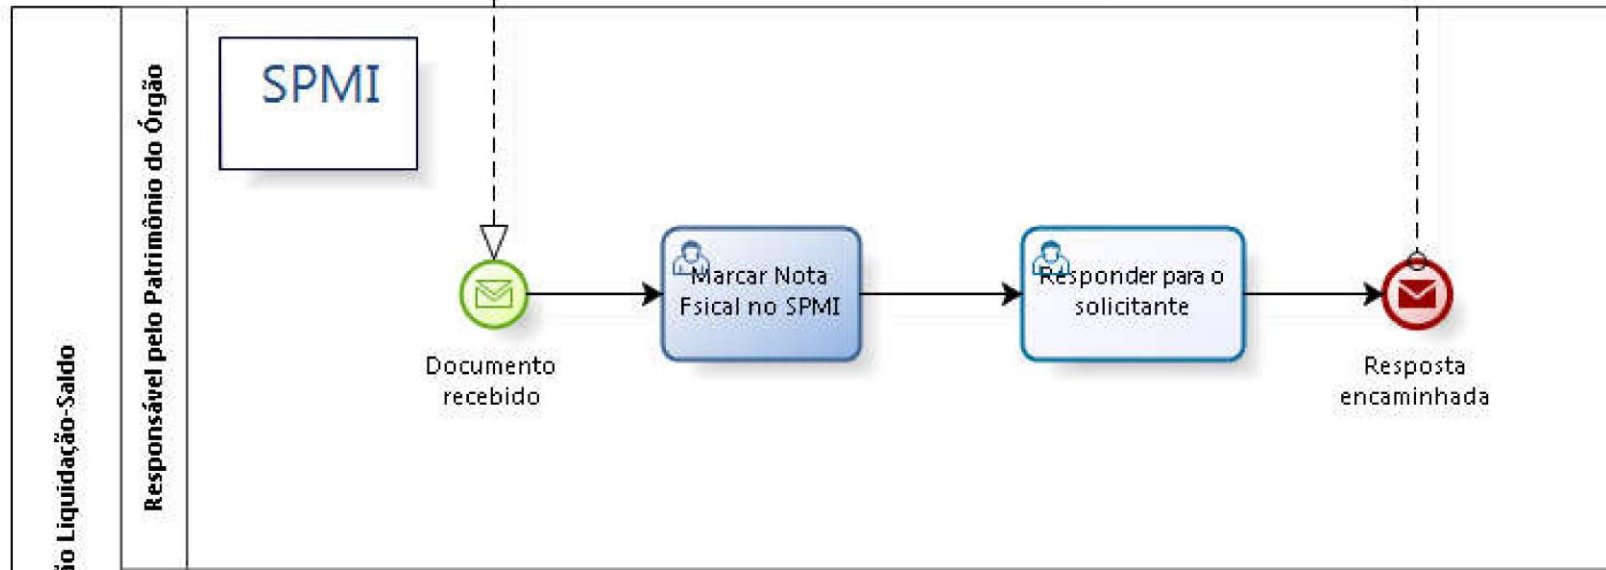 ão Liquidação-Saldo
Responsável pelo Patrimônio do Órgão
SPMI
Documento
recebido
Marcar Nota
Fsical no SPMI
Responder para o
solicitante
Resposta
encaminhada